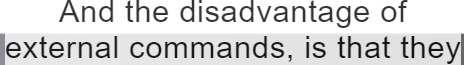 And the disadvantage of
external commands, is that they